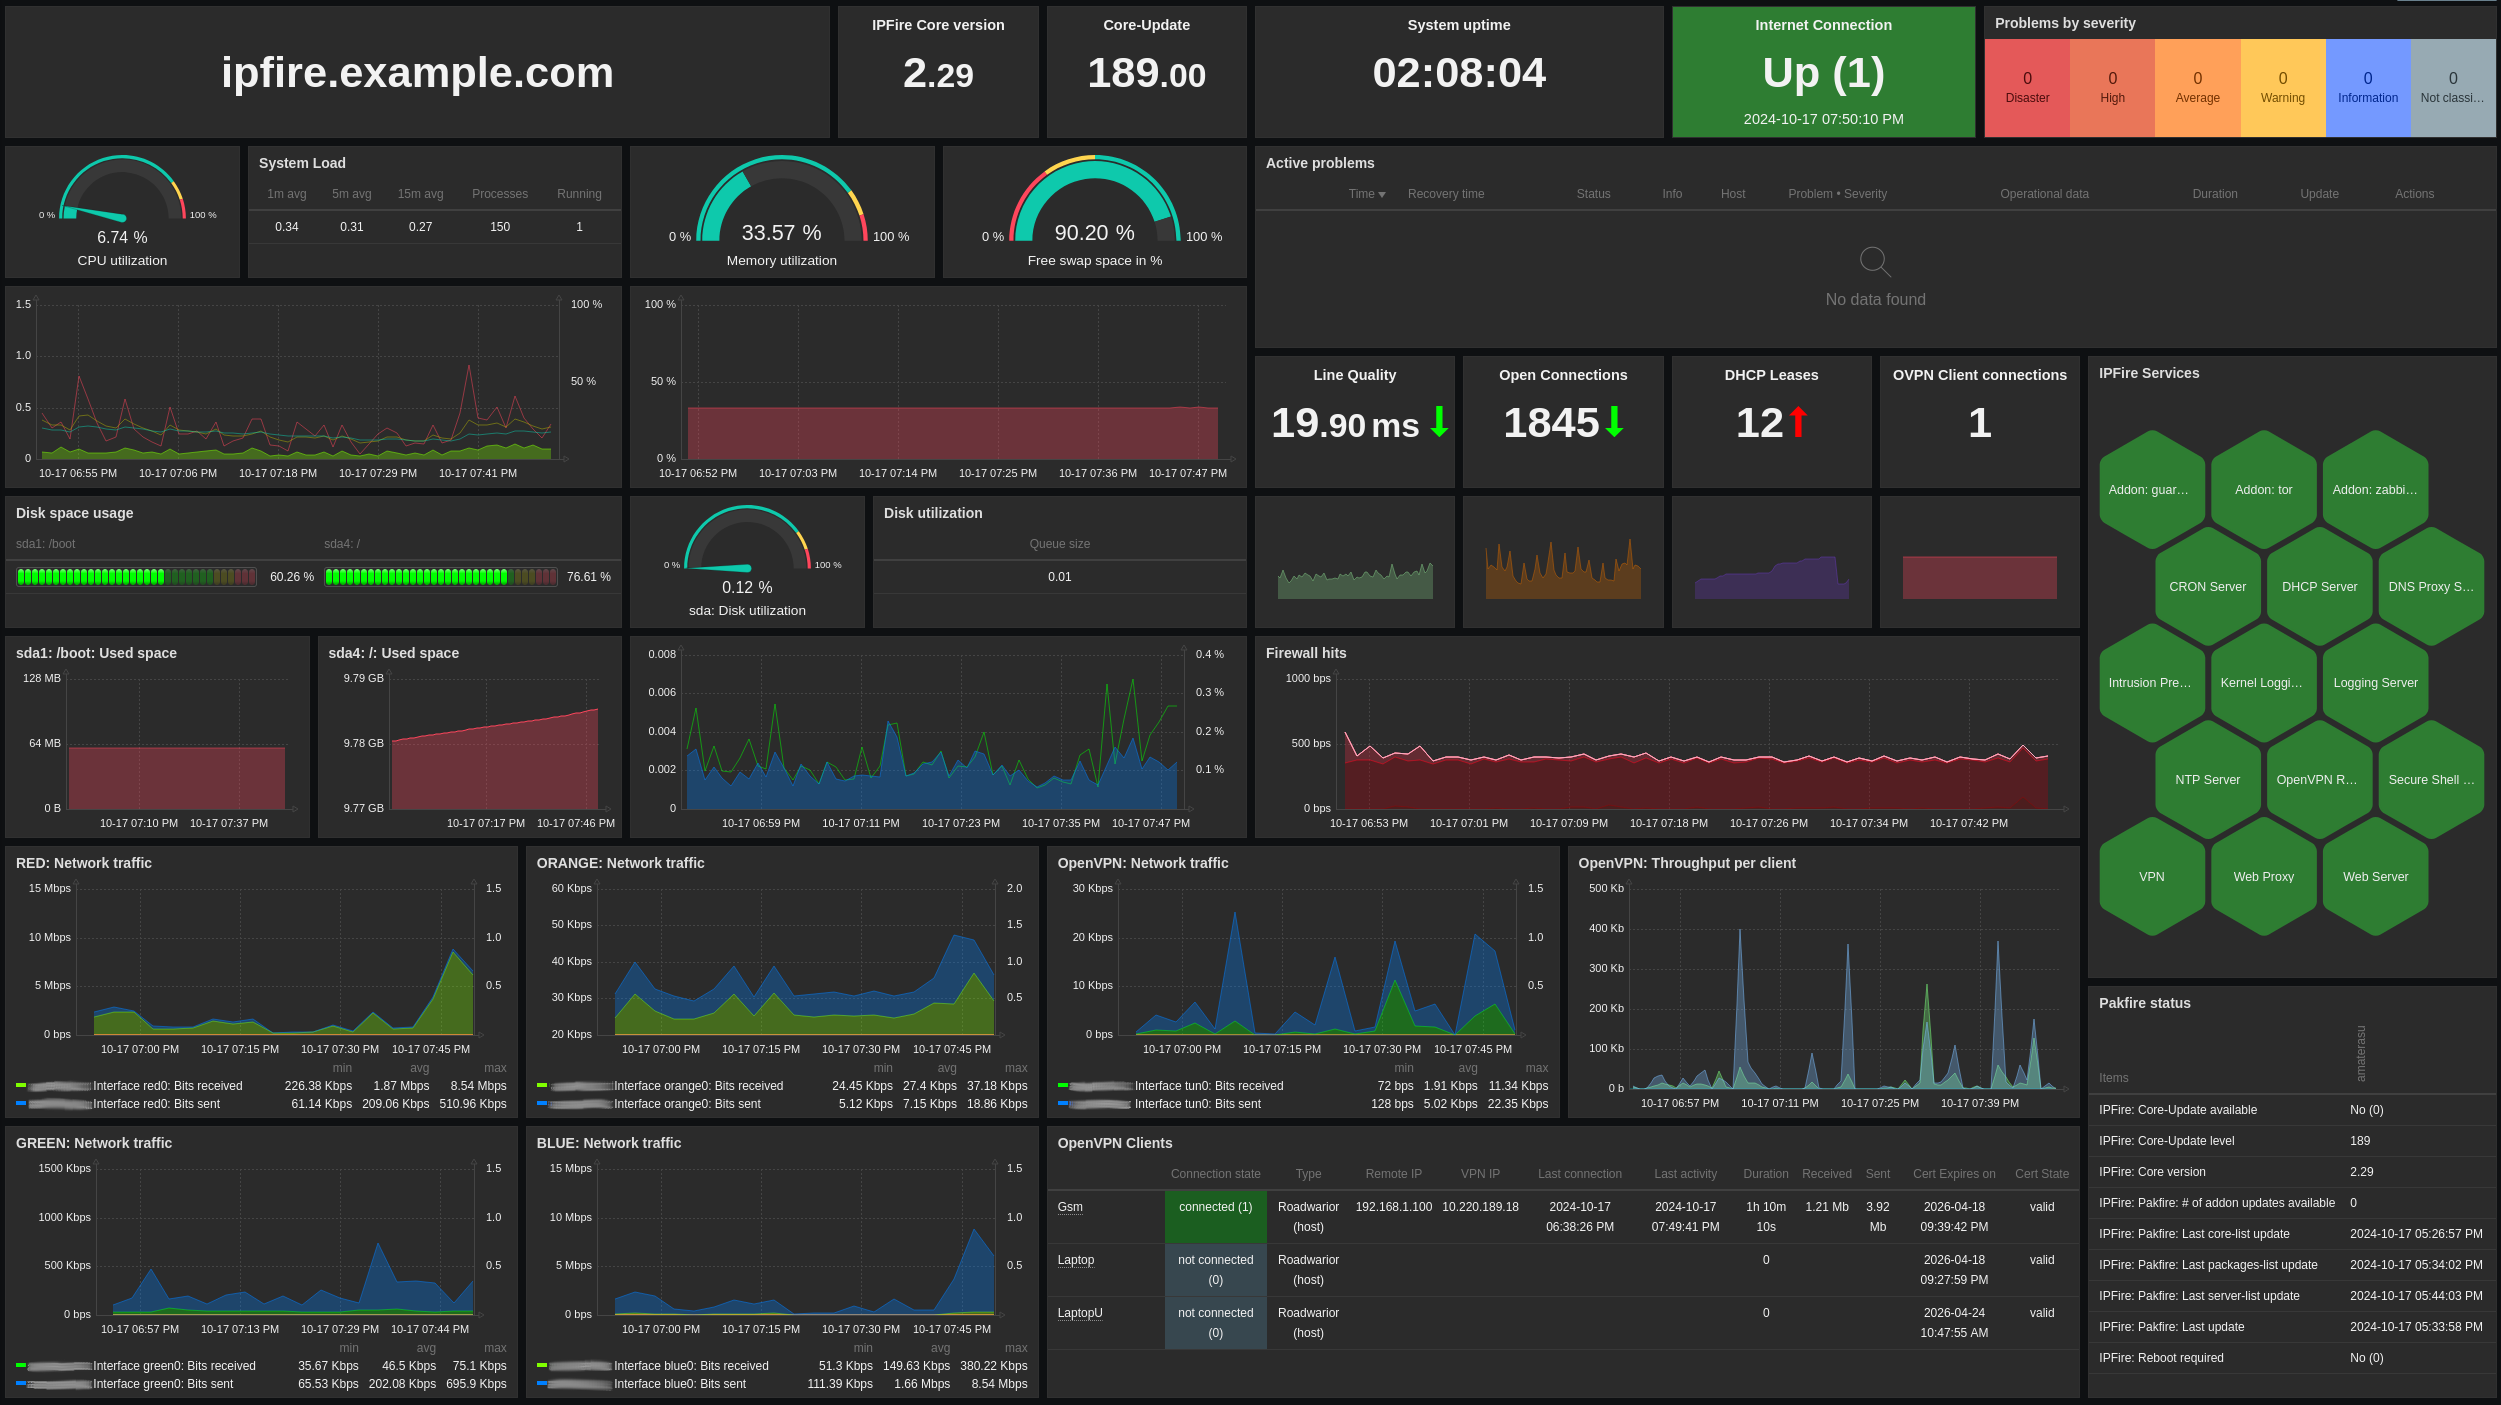 ipfire.example.com
IPFire Core version
2.29
Core-Update
189.00
System uptime
02:08:04
Internet Connection
Up (1)
2024-10-17 07:50:10 PM
Problems by severity
0 0 0 0 0 0
Disaster High Average Warning Information Not classi…
0 % 100 %
6.74 %
CPU utilization
System Load
1m avg 5m avg 15m avg Processes Running
0.34 0.31 0.27 150 1
0 % 33.57 % 100 %
Memory utilization
0 % 90.20 % 100 %
Free swap space in %
Active problems
Time Recovery time Status Info Host Problem • Severity Operational data Duration Update Actions
No data found
1.5 100 %
1.0
50 %
0.5
0
10-17 06:55 PM 10-17 07:06 PM 10-17 07:18 PM 10-17 07:29 PM 10-17 07:41 PM
100 %
50 %
0 %
10-17 06:52 PM 10-17 07:03 PM 10-17 07:14 PM 10-17 07:25 PM 10-17 07:36 PM 10-17 07:47 PM
Line Quality
19.90 ms
Open Connections
1845
DHCP Leases
12
OVPN Client connections
1
IPFire Services
Addon: guar… Addon: tor Addon: zabbi…
CRON Server DHCP Server DNS Proxy S…
Intrusion Pre… Kernel Loggi… Logging Server
NTP Server OpenVPN R… Secure Shell …
VPN Web Proxy Web Server
Disk space usage
sda1: /boot sda4: /
60.26 % 76.61 %
0 % 100 %
0.12 %
sda: Disk utilization
Disk utilization
Queue size
0.01
sda1: /boot: Used space
128 MB
64 MB
0 B
10-17 07:10 PM 10-17 07:37 PM
sda4: /: Used space
9.79 GB
9.78 GB
9.77 GB
10-17 07:17 PM 10-17 07:46 PM
0.008 0.4 %
0.006 0.3 %
0.004 0.2 %
0.002 0.1 %
0
10-17 06:59 PM 10-17 07:11 PM 10-17 07:23 PM 10-17 07:35 PM 10-17 07:47 PM
Firewall hits
1000 bps
500 bps
0 bps
10-17 06:53 PM 10-17 07:01 PM 10-17 07:09 PM 10-17 07:18 PM 10-17 07:26 PM 10-17 07:34 PM 10-17 07:42 PM
RED: Network traffic
15 Mbps 1.5
10 Mbps 1.0
5 Mbps 0.5
0 bps
10-17 07:00 PM 10-17 07:15 PM 10-17 07:30 PM 10-17 07:45 PM
min avg max
Interface red0: Bits received 226.38 Kbps 1.87 Mbps 8.54 Mbps
Interface red0: Bits sent 61.14 Kbps 209.06 Kbps 510.96 Kbps
ORANGE: Network traffic
60 Kbps 2.0
50 Kbps 1.5
40 Kbps 1.0
30 Kbps 0.5
20 Kbps
10-17 07:00 PM 10-17 07:15 PM 10-17 07:30 PM 10-17 07:45 PM
min avg max
Interface orange0: Bits received 24.45 Kbps 27.4 Kbps 37.18 Kbps
Interface orange0: Bits sent 5.12 Kbps 7.15 Kbps 18.86 Kbps
OpenVPN: Network traffic
30 Kbps 1.5
20 Kbps 1.0
10 Kbps 0.5
0 bps
10-17 07:00 PM 10-17 07:15 PM 10-17 07:30 PM 10-17 07:45 PM
min avg max
Interface tun0: Bits received 72 bps 1.91 Kbps 11.34 Kbps
Interface tun0: Bits sent 128 bps 5.02 Kbps 22.35 Kbps
OpenVPN: Throughput per client
500 Kb
400 Kb
300 Kb
200 Kb
100 Kb
0 b
10-17 06:57 PM 10-17 07:11 PM 10-17 07:25 PM 10-17 07:39 PM
Pakfire status
Items amaterasu
IPFire: Core-Update available No (0)
IPFire: Core-Update level 189
IPFire: Core version 2.29
IPFire: Pakfire: # of addon updates available 0
IPFire: Pakfire: Last core-list update 2024-10-17 05:26:57 PM
IPFire: Pakfire: Last packages-list update 2024-10-17 05:34:02 PM
IPFire: Pakfire: Last server-list update 2024-10-17 05:44:03 PM
IPFire: Pakfire: Last update 2024-10-17 05:33:58 PM
IPFire: Reboot required No (0)
GREEN: Network traffic
1500 Kbps 1.5
1000 Kbps 1.0
500 Kbps 0.5
0 bps
10-17 06:57 PM 10-17 07:13 PM 10-17 07:29 PM 10-17 07:44 PM
min avg max
Interface green0: Bits received 35.67 Kbps 46.5 Kbps 75.1 Kbps
Interface green0: Bits sent 65.53 Kbps 202.08 Kbps 695.9 Kbps
BLUE: Network traffic
15 Mbps 1.5
10 Mbps 1.0
5 Mbps 0.5
0 bps
10-17 07:00 PM 10-17 07:15 PM 10-17 07:30 PM 10-17 07:45 PM
min avg max
Interface blue0: Bits received 51.3 Kbps 149.63 Kbps 380.22 Kbps
Interface blue0: Bits sent 111.39 Kbps 1.66 Mbps 8.54 Mbps
OpenVPN Clients
Connection state Type Remote IP VPN IP Last connection Last activity Duration Received Sent Cert Expires on Cert State
Gsm connected (1) Roadwarior 192.168.1.100 10.220.189.18 2024-10-17 2024-10-17 1h 10m 1.21 Mb 3.92 2026-04-18 valid
(host) 06:38:26 PM 07:49:41 PM 10s Mb 09:39:42 PM
Laptop not connected Roadwarior 0 2026-04-18 valid
(0) (host) 09:27:59 PM
LaptopU not connected Roadwarior 0 2026-04-24 valid
(0) (host) 10:47:55 AM